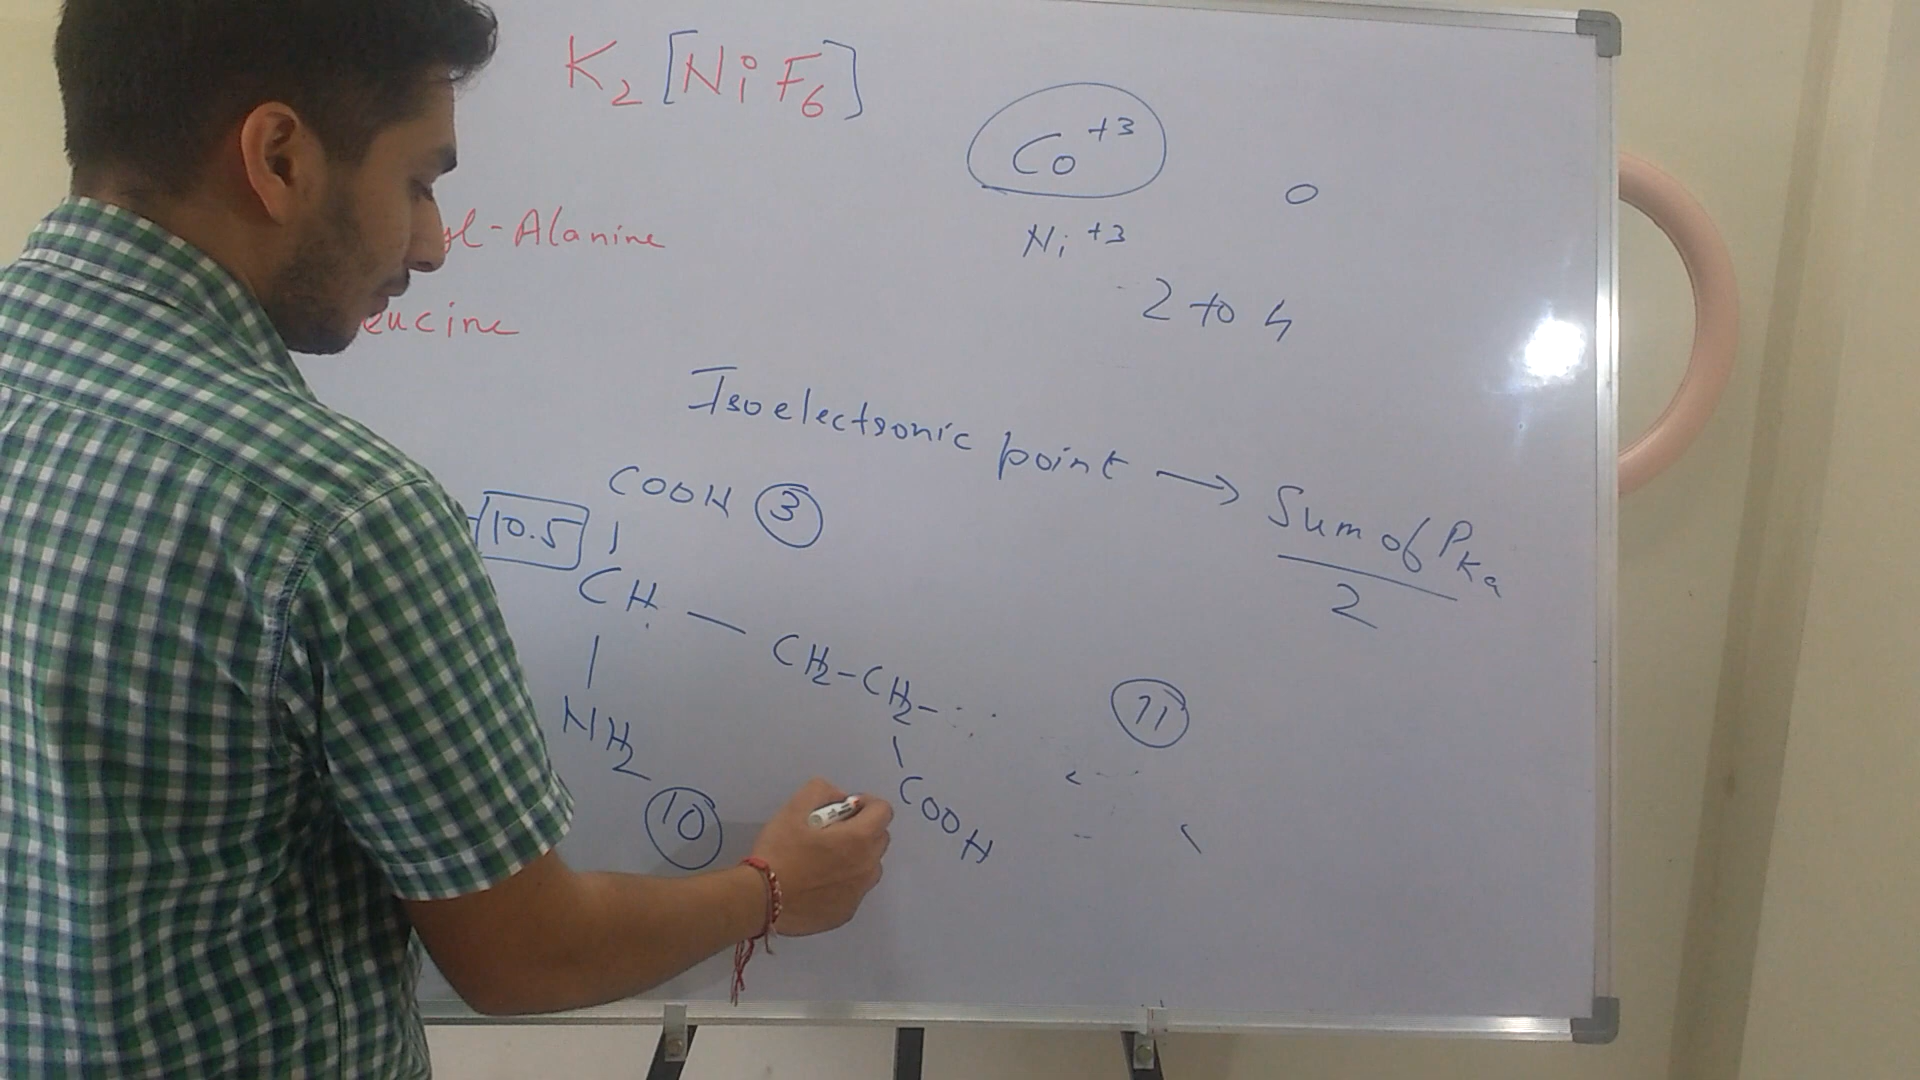 K2[NiF6]
Co+3
Ni+3
O
2 to 4
yl-Alanine
eucine
Isoelectronic point → Sum of PKa
2
COOH 3
10.5
CH — CH2-CH2-
NH2
10
COOH
11